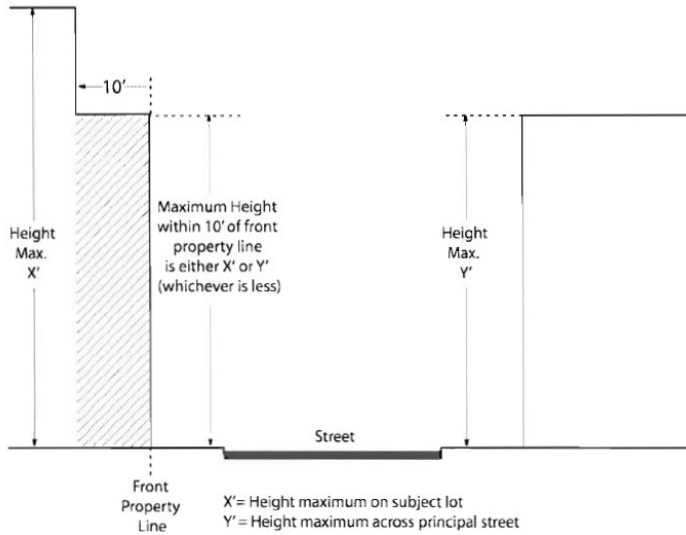 10'
Height
Max.
X'
Maximum Height
within 10' of front
property line
is either X' or Y'
(whichever is less)
Height
Max.
Y'
Street
Front
Property
Line
X'= Height maximum on subject lot
Y'= Height maximum across principal street